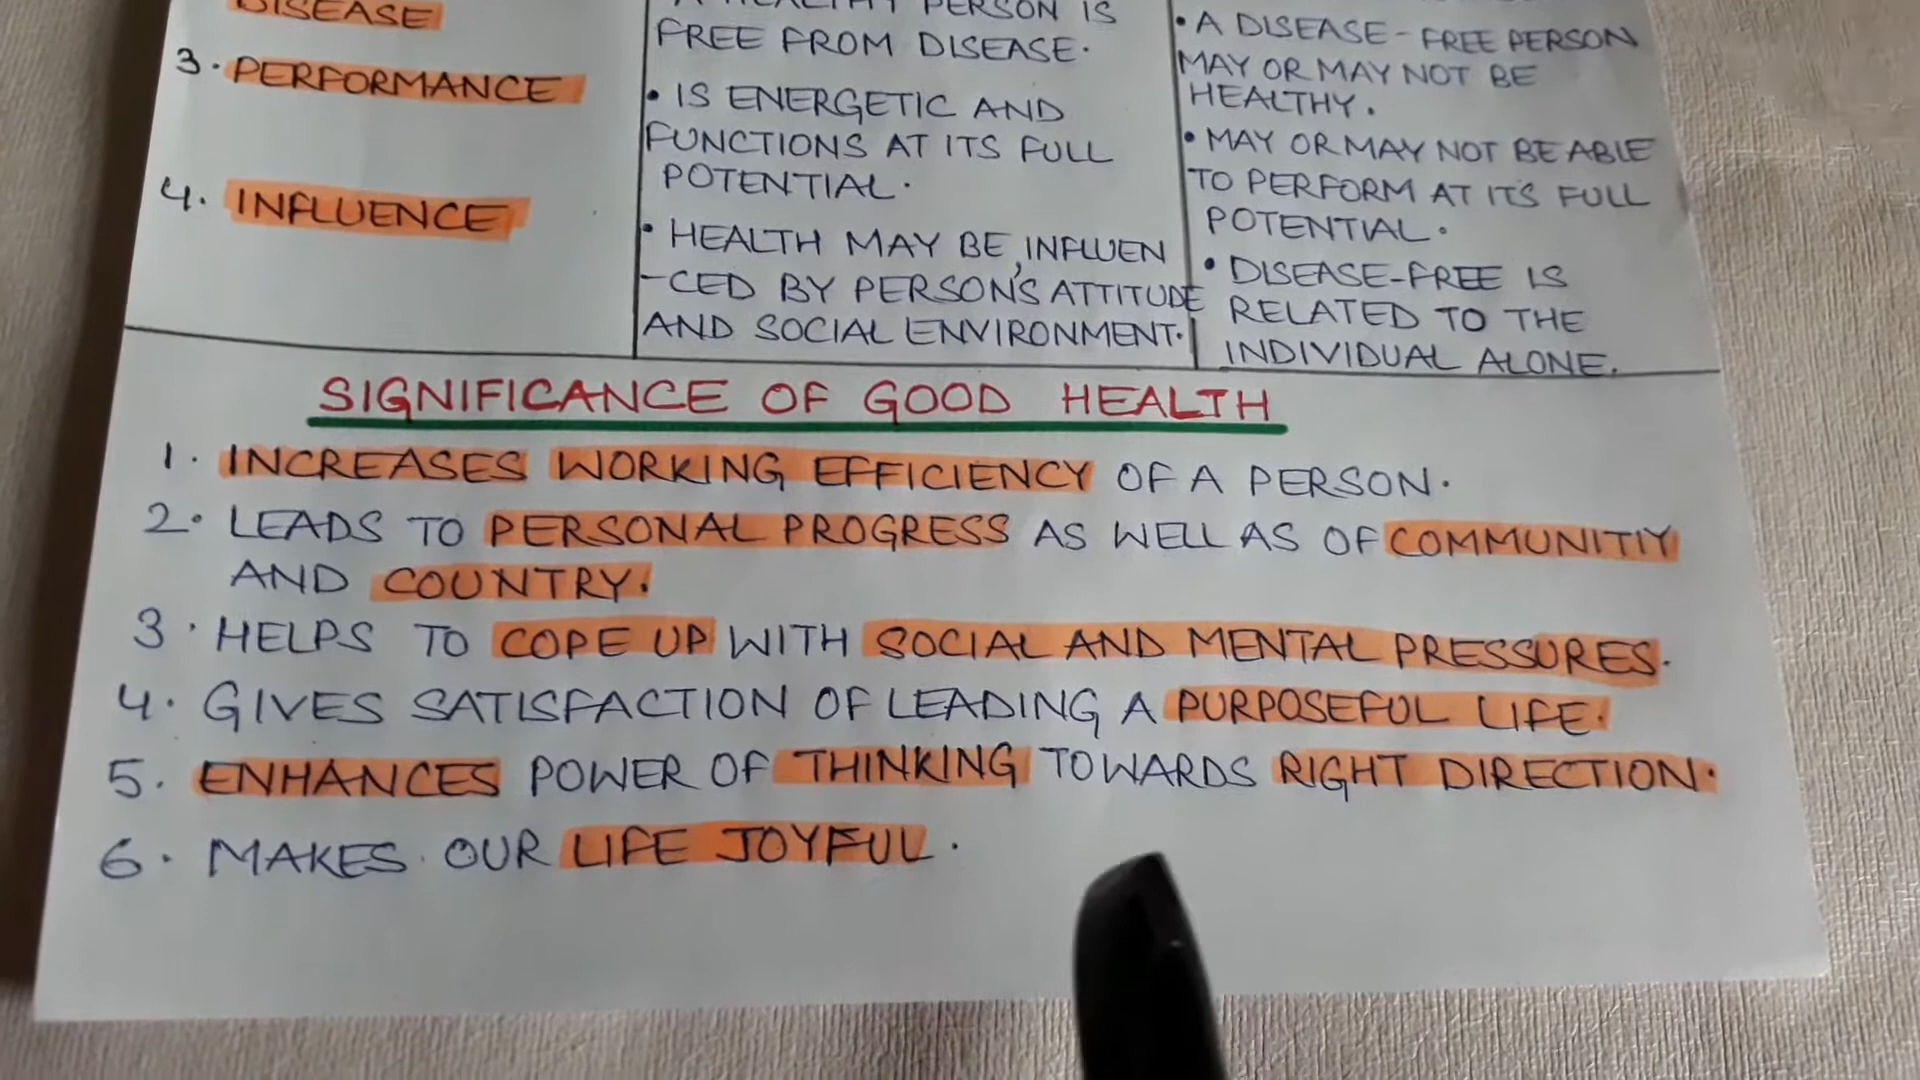 DISEASE
3. PERFORMANCE
4. INFLUENCE
A HEALTHY PERSON IS
FREE FROM DISEASE.
• IS ENERGETIC AND
FUNCTIONS AT ITS FULL
POTENTIAL.
• HEALTH MAY BE INFLUEN
-CED BY PERSON'S ATTITUDE
AND SOCIAL ENVIRONMENT.
• A DISEASE-FREE PERSON
MAY OR MAY NOT BE
HEALTHY.
• MAY OR MAY NOT BE ABLE
TO PERFORM AT IT'S FULL
POTENTIAL.
• DISEASE-FREE IS
RELATED TO THE
INDIVIDUAL ALONE.
SIGNIFICANCE OF GOOD HEALTH
1. INCREASES WORKING EFFICIENCY OF A PERSON.
2. LEADS TO PERSONAL PROGRESS AS WELL AS OF COMMUNITIY
AND COUNTRY.
3. HELPS TO COPE UP WITH SOCIAL AND MENTAL PRESSURES.
4. GIVES SATISFACTION OF LEADING A PURPOSEFUL LIFE.
5. ENHANCES POWER OF THINKING TOWARDS RIGHT DIRECTION.
6. MAKES OUR LIFE JOYFUL.